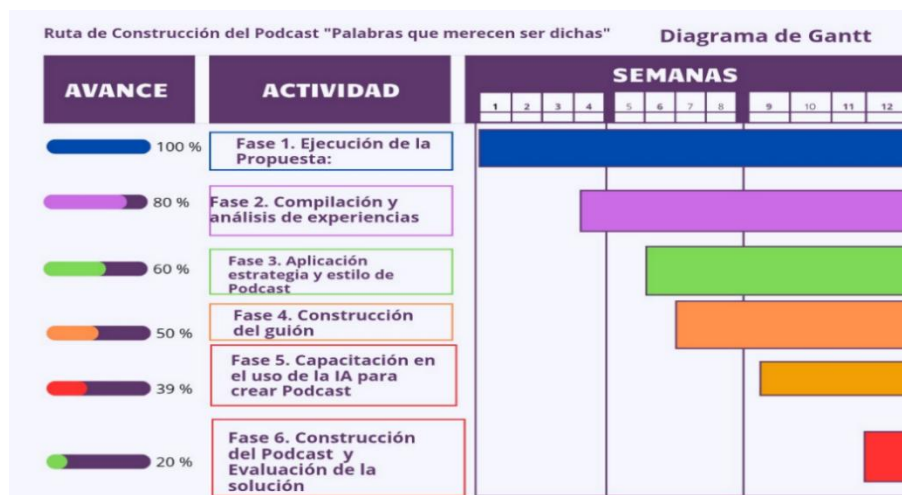 Ruta de Construcción del Podcast "Palabras que merecen ser dichas"
Diagrama de Gantt
AVANCE
ACTIVIDAD
SEMANAS
1 2 3 4 5 6 7 8 9 10 11 12
100 %
Fase 1. Ejecución de la
Propuesta:
80 %
Fase 2. Compilación y
análisis de experiencias
60 %
Fase 3. Aplicación
estrategia y estilo de
Podcast
50 %
Fase 4. Construcción
del guión
39 %
Fase 5. Capacitación en
el uso de la IA para
crear Podcast
20 %
Fase 6. Construcción
del Podcast y
Evaluación de la
solución